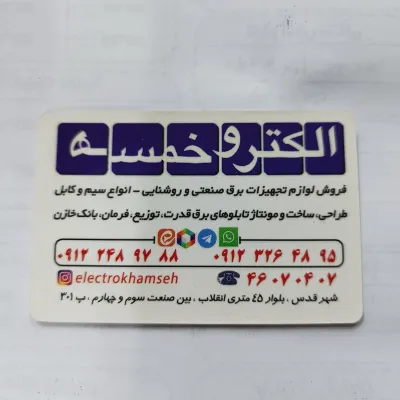 الکترو خمسه
فروش لوازم تجهیزات برق صنعتی و روشنایی - انواع سیم و کابل
طراحی، ساخت و مونتاژ تابلوهای برق قدرت، توزیع، فرمان، بانک خازن
۰۹۱۲ ۲۴۸ ۹۷ ۸۸ ۰۹۱۲ ۳۲۶ ۴۸ ۹۵
electrokhamseh ۴۶۰۷۰۴۰۷
شهر قدس ، بلوار ۴۵ متری انقلاب ، بین صنعت سوم و چهارم ، پ ۳۰۱